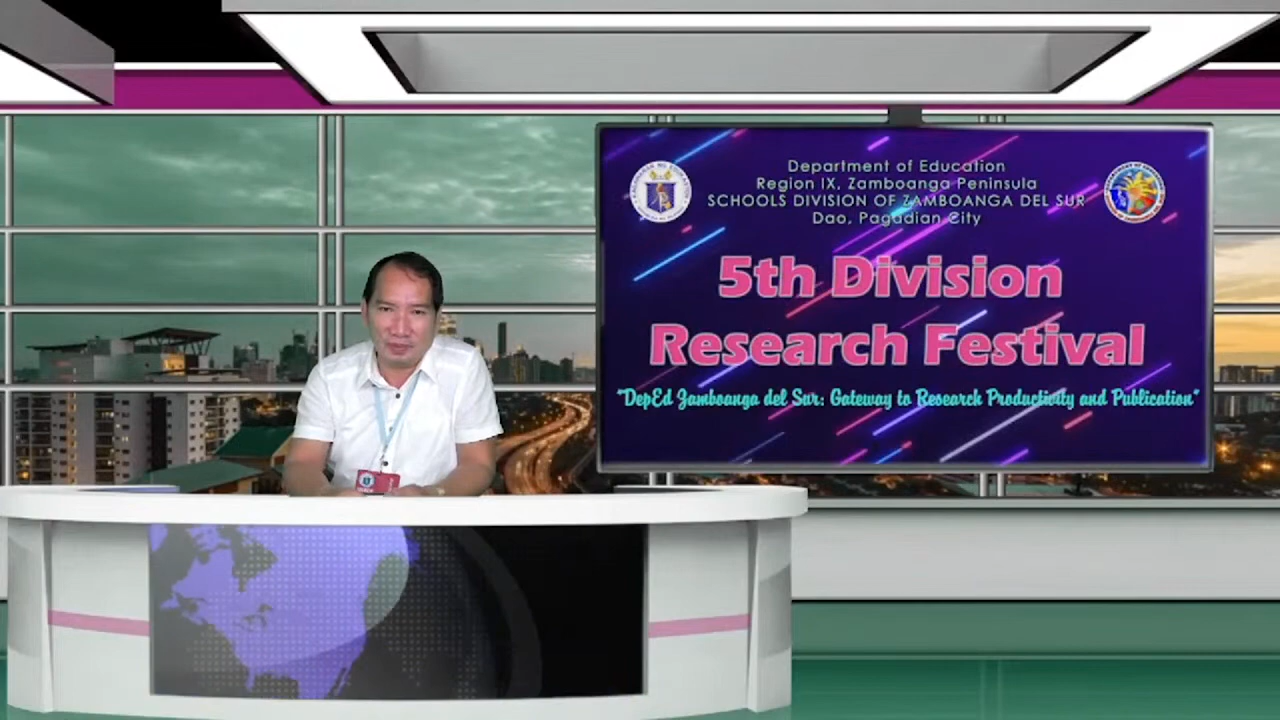 Department of Education
Region IX, Zamboanga Peninsula
SCHOOLS DIVISION OF ZAMBOANGA DEL SUR
Dao, Pagadian City
5th Division
Research Festival
"DepEd Zamboanga del Sur: Gateway to Research Productivity and Publication"